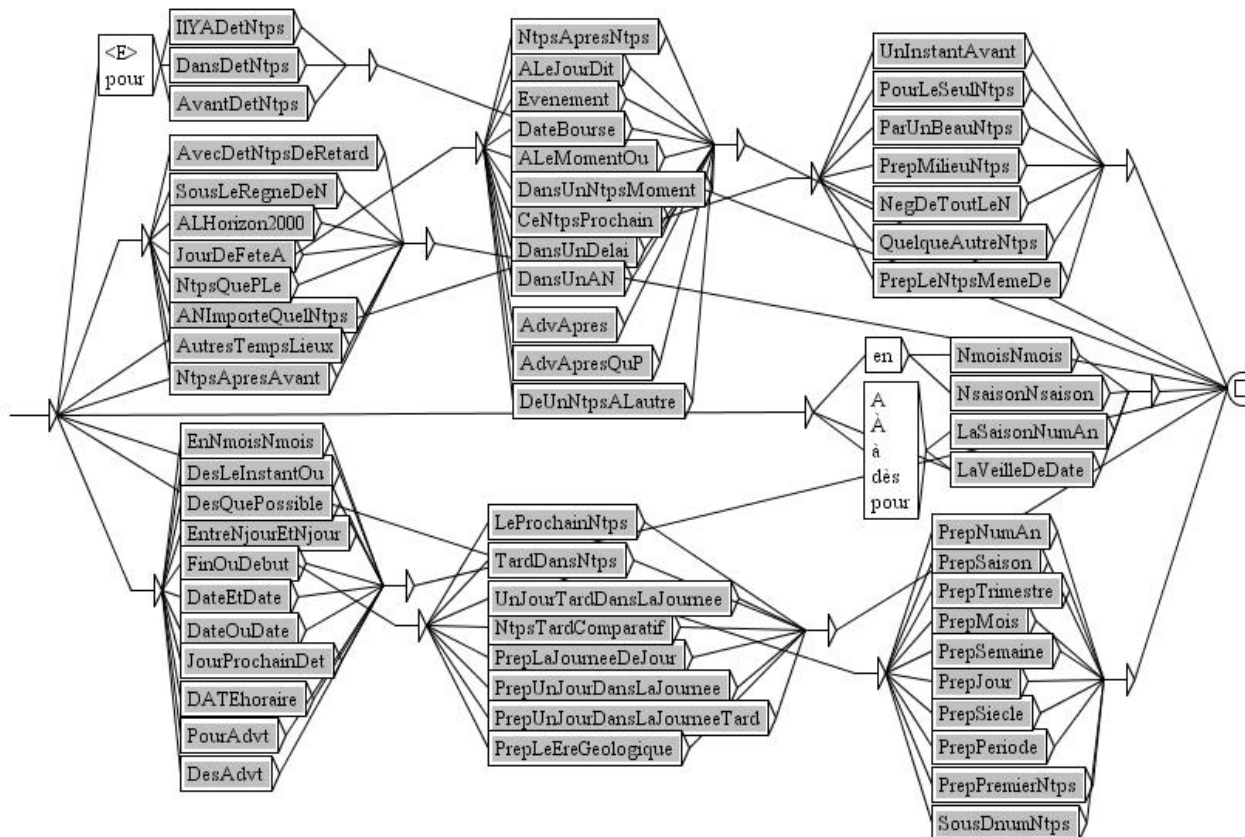 <E>
pour
IlYADetNtps
DansDetNtps
AvantDetNtps
AvecDetNtpsDeRetard
SousLeRegneDeN
ALHorizon2000
JourDeFeteA
NtpsQuePLe
ANImporteQuelNtps
AutresTempsLieux
NtpsApresAvant
NtpsApresNtps
ALeJourDit
Evenement
DateBourse
ALeMomentOu
DansUnNtpsMoment
CeNtpsProchain
DansUnDelai
DansUnAN
AdvApres
AdvApresQuP
DeUnNtpsALautre
UnInstantAvant
PourLeSeulNtps
ParUnBeauNtps
PrepMilieuNtps
NegDeToutLeN
QuelqueAutreNtps
PrepLeNtpsMemeDe
en
A
À
à
dès
pour
NmoisNmois
NsaisonNsaison
LaSaisonNumAn
LaVeilleDeDate
EnNmoisNmois
DesLeInstantOu
DesQuePossible
EntreNjourEtNjour
FinOuDebut
DateEtDate
DateOuDate
JourProchainDet
DATEhoraire
PourAdvt
DesAdvt
LeProchainNtps
TardDansNtps
UnJourTardDansLaJournee
NtpsTardComparatif
PrepLaJourneeDeJour
PrepUnJourDansLaJournee
PrepUnJourDansLaJourneeTard
PrepLeEreGeologique
PrepNumAn
PrepSaison
PrepTrimestre
PrepMois
PrepSemaine
PrepJour
PrepSiecle
PrepPeriode
PrepPremierNtps
SousDnumNtps